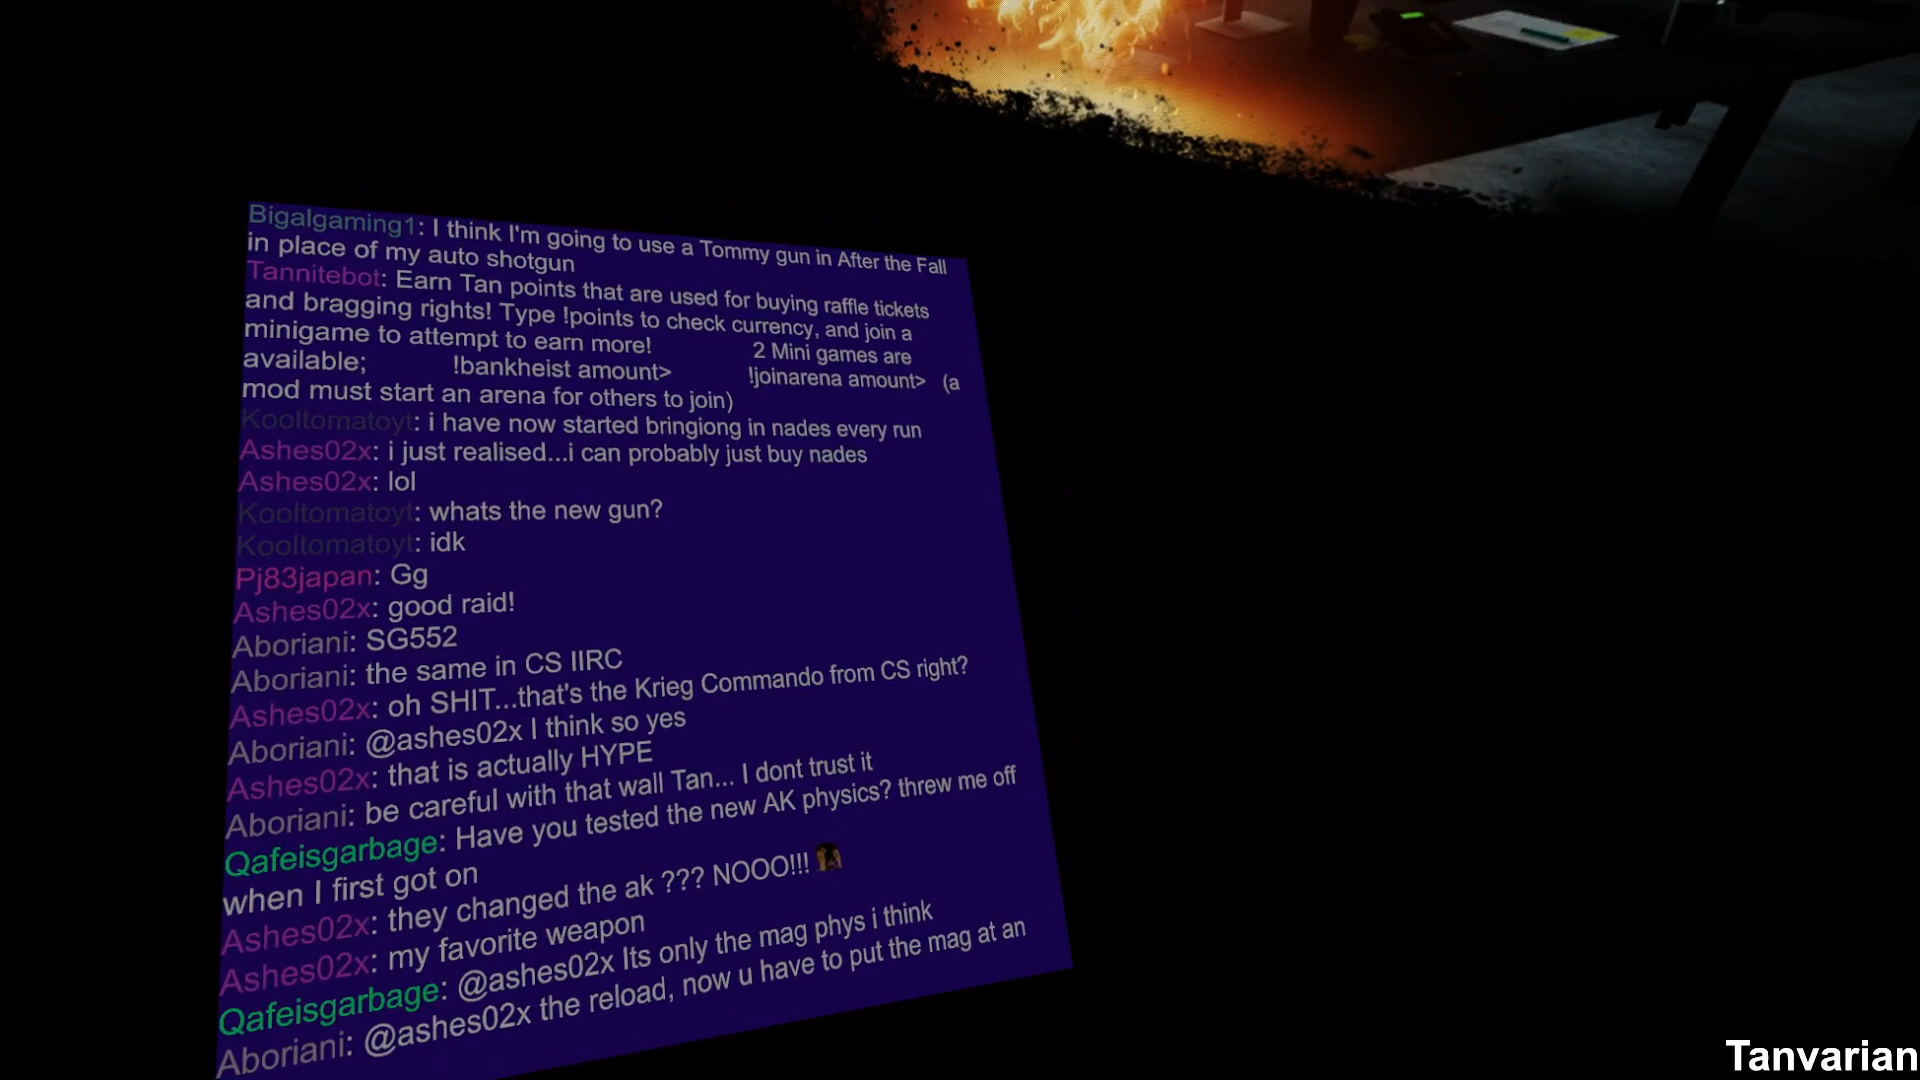 Bigalgaming1: I think I'm going to use a Tommy gun in After the Fall
in place of my auto shotgun
Tannitebot: Earn Tan points that are used for buying raffle tickets
and bragging rights! Type !points to check currency, and join a
minigame to attempt to earn more! 2 Mini games are
available; !bankheist amount> !joinarena amount> (a
mod must start an arena for others to join)
Kooltomatoyt: i have now started bringiong in nades every run
Ashes02x: i just realised...i can probably just buy nades
Ashes02x: lol
Kooltomatoyt: whats the new gun?
Kooltomatoyt: idk
Pj83japan: Gg
Ashes02x: good raid!
Aboriani: SG552
Aboriani: the same in CS IIRC
Ashes02x: oh SHIT...that's the Krieg Commando from CS right?
Aboriani: @ashes02x I think so yes
Ashes02x: that is actually HYPE
Aboriani: be careful with that wall Tan... I dont trust it
Qafeisgarbage: Have you tested the new AK physics? threw me off
when I first got on
Ashes02x: they changed the ak ??? NOOO!!!
Ashes02x: my favorite weapon
Qafeisgarbage: @ashes02x Its only the mag phys i think
Aboriani: @ashes02x the reload, now u have to put the mag at an
Tanvarian